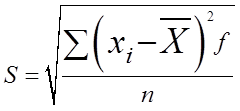 S = √(∑(xᵢ − X̅)² f / n)